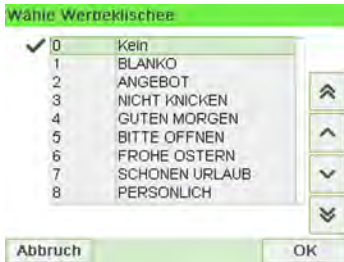 Wähle Werbeklischee
0 Kein
1 BLANKO
2 ANGEBOT
3 NICHT KNICKEN
4 GUTEN MORGEN
5 BITTE OFFNEN
6 FROHE OSTERN
7 SCHONEN URLAUB
8 PERSONLICH
Abbruch OK